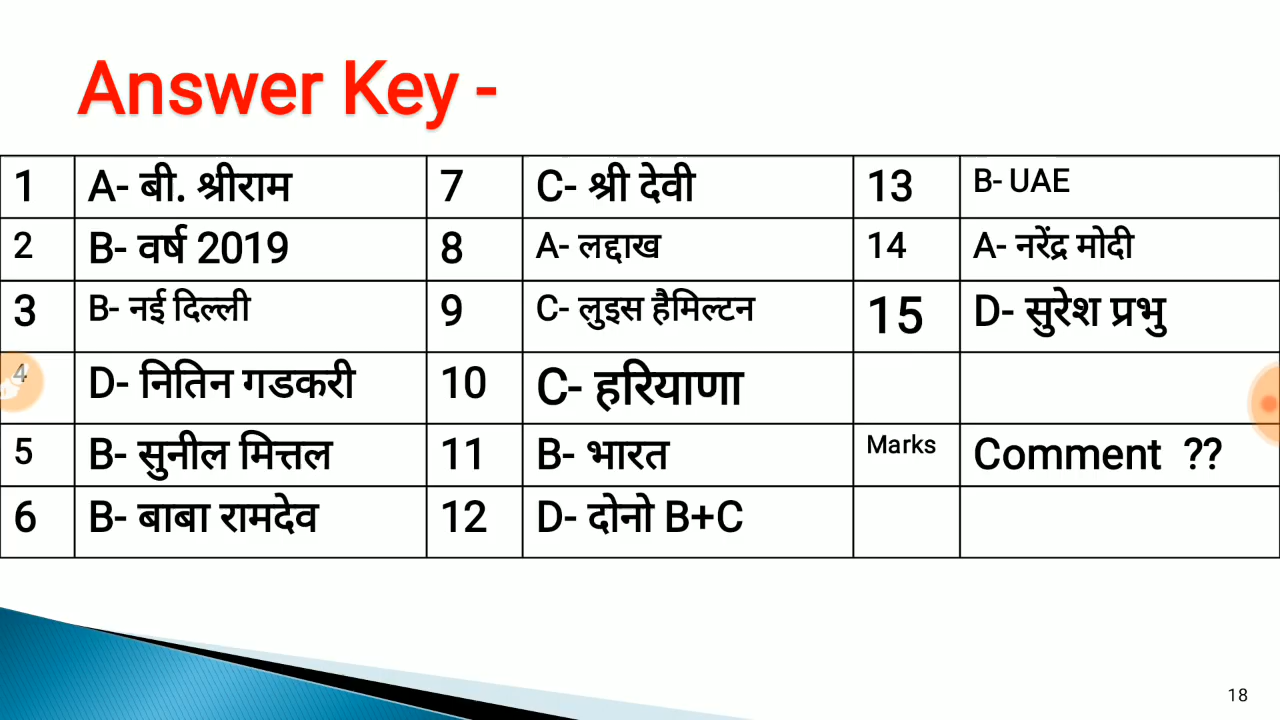 Answer Key -
1 A- बी. श्रीराम 7 C- श्री देवी 13 B- UAE
2 B- वर्ष 2019 8 A- लद्दाख 14 A- नरेंद्र मोदी
3 B- नई दिल्ली 9 C- लुइस हैमिल्टन 15 D- सुरेश प्रभु
4 D- नितिन गडकरी 10 C- हरियाणा
5 B- सुनील मित्तल 11 B- भारत Marks Comment ??
6 B- बाबा रामदेव 12 D- दोनो B+C
18